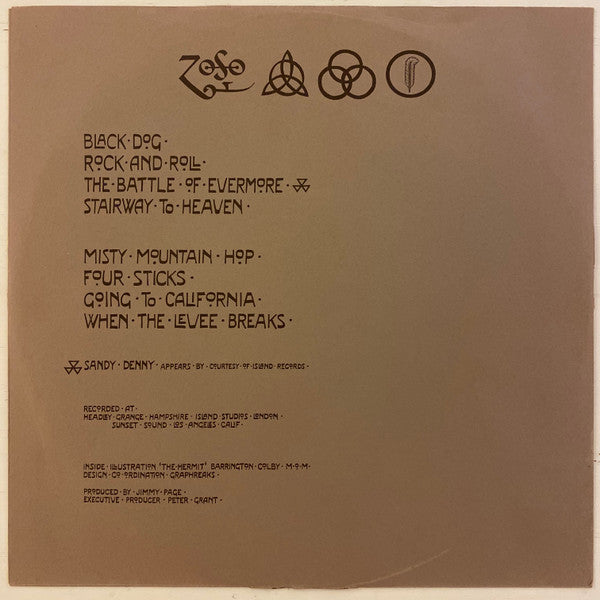 ZOSO
BLACK·DOG·
ROCK·AND·ROLL·
THE·BATTLE·OF·EVERMORE·
STAIRWAY·TO·HEAVEN·
MISTY·MOUNTAIN·HOP·
FOUR·STICKS·
GOING·TO·CALIFORNIA·
WHEN·THE·LEVEE·BREAKS·
SANDY·DENNY·APPEARS·BY·COURTESY·OF·ISLAND·RECORDS·
RECORDED·AT·
HEADLEY·GRANGE·HAMPSHIRE·ISLAND·STUDIOS·LONDON·
SUNSET·SOUND·LOS·ANGELES·CALIF·
INSIDE·ILLUSTRATION 'THE·HERMIT' BARRINGTON·COLBY·M·O·M·
DESIGN·CO·ORDINATION·GRAPHREAKS·
PRODUCED·BY·JIMMY·PAGE·
EXECUTIVE·PRODUCER·PETER·GRANT·